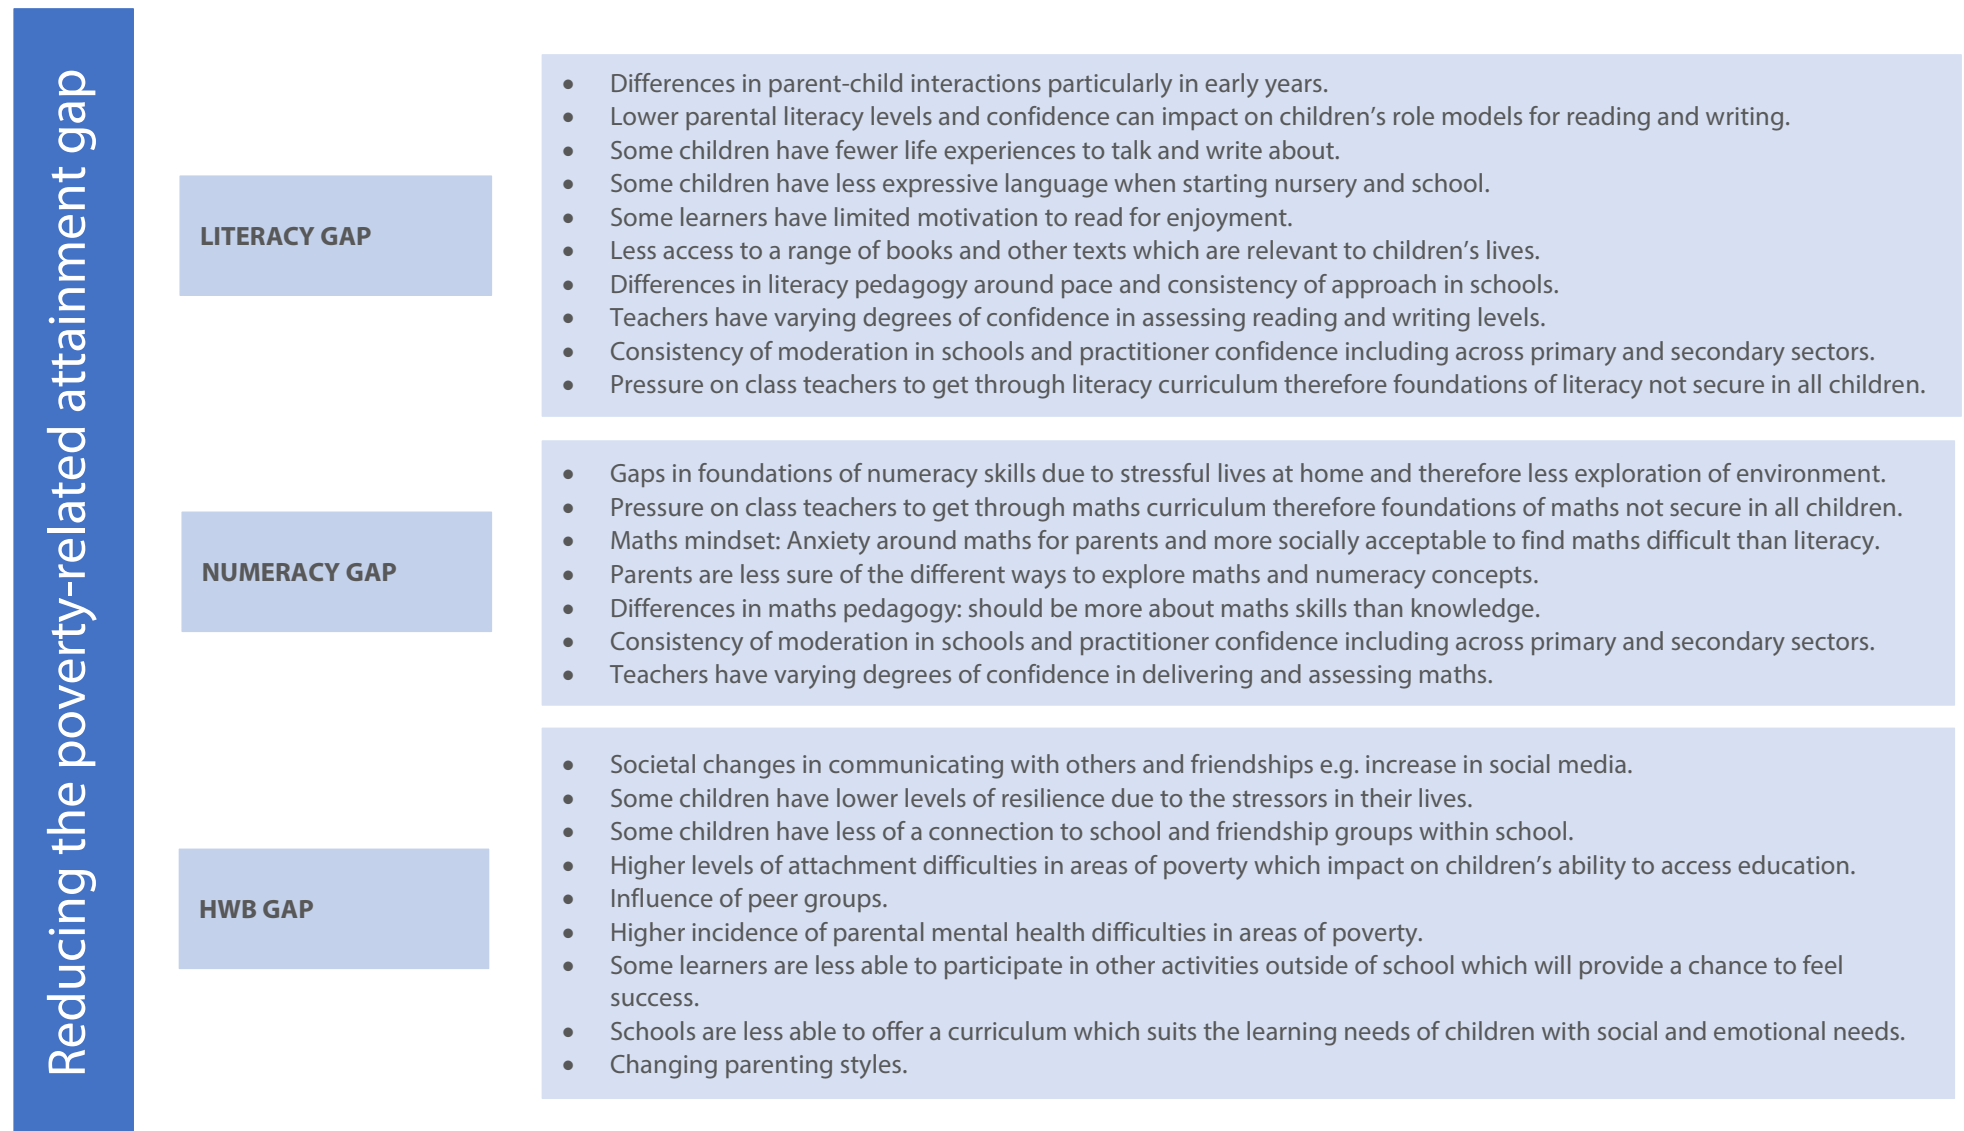 Reducing the poverty-related attainment gap
LITERACY GAP
• Differences in parent-child interactions particularly in early years.
• Lower parental literacy levels and confidence can impact on children’s role models for reading and writing.
• Some children have fewer life experiences to talk and write about.
• Some children have less expressive language when starting nursery and school.
• Some learners have limited motivation to read for enjoyment.
• Less access to a range of books and other texts which are relevant to children’s lives.
• Differences in literacy pedagogy around pace and consistency of approach in schools.
• Teachers have varying degrees of confidence in assessing reading and writing levels.
• Consistency of moderation in schools and practitioner confidence including across primary and secondary sectors.
• Pressure on class teachers to get through literacy curriculum therefore foundations of literacy not secure in all children.
NUMERACY GAP
• Gaps in foundations of numeracy skills due to stressful lives at home and therefore less exploration of environment.
• Pressure on class teachers to get through maths curriculum therefore foundations of maths not secure in all children.
• Maths mindset: Anxiety around maths for parents and more socially acceptable to find maths difficult than literacy.
• Parents are less sure of the different ways to explore maths and numeracy concepts.
• Differences in maths pedagogy: should be more about maths skills than knowledge.
• Consistency of moderation in schools and practitioner confidence including across primary and secondary sectors.
• Teachers have varying degrees of confidence in delivering and assessing maths.
HWB GAP
• Societal changes in communicating with others and friendships e.g. increase in social media.
• Some children have lower levels of resilience due to the stressors in their lives.
• Some children have less of a connection to school and friendship groups within school.
• Higher levels of attachment difficulties in areas of poverty which impact on children’s ability to access education.
• Influence of peer groups.
• Higher incidence of parental mental health difficulties in areas of poverty.
• Some learners are less able to participate in other activities outside of school which will provide a chance to feel
success.
• Schools are less able to offer a curriculum which suits the learning needs of children with social and emotional needs.
• Changing parenting styles.